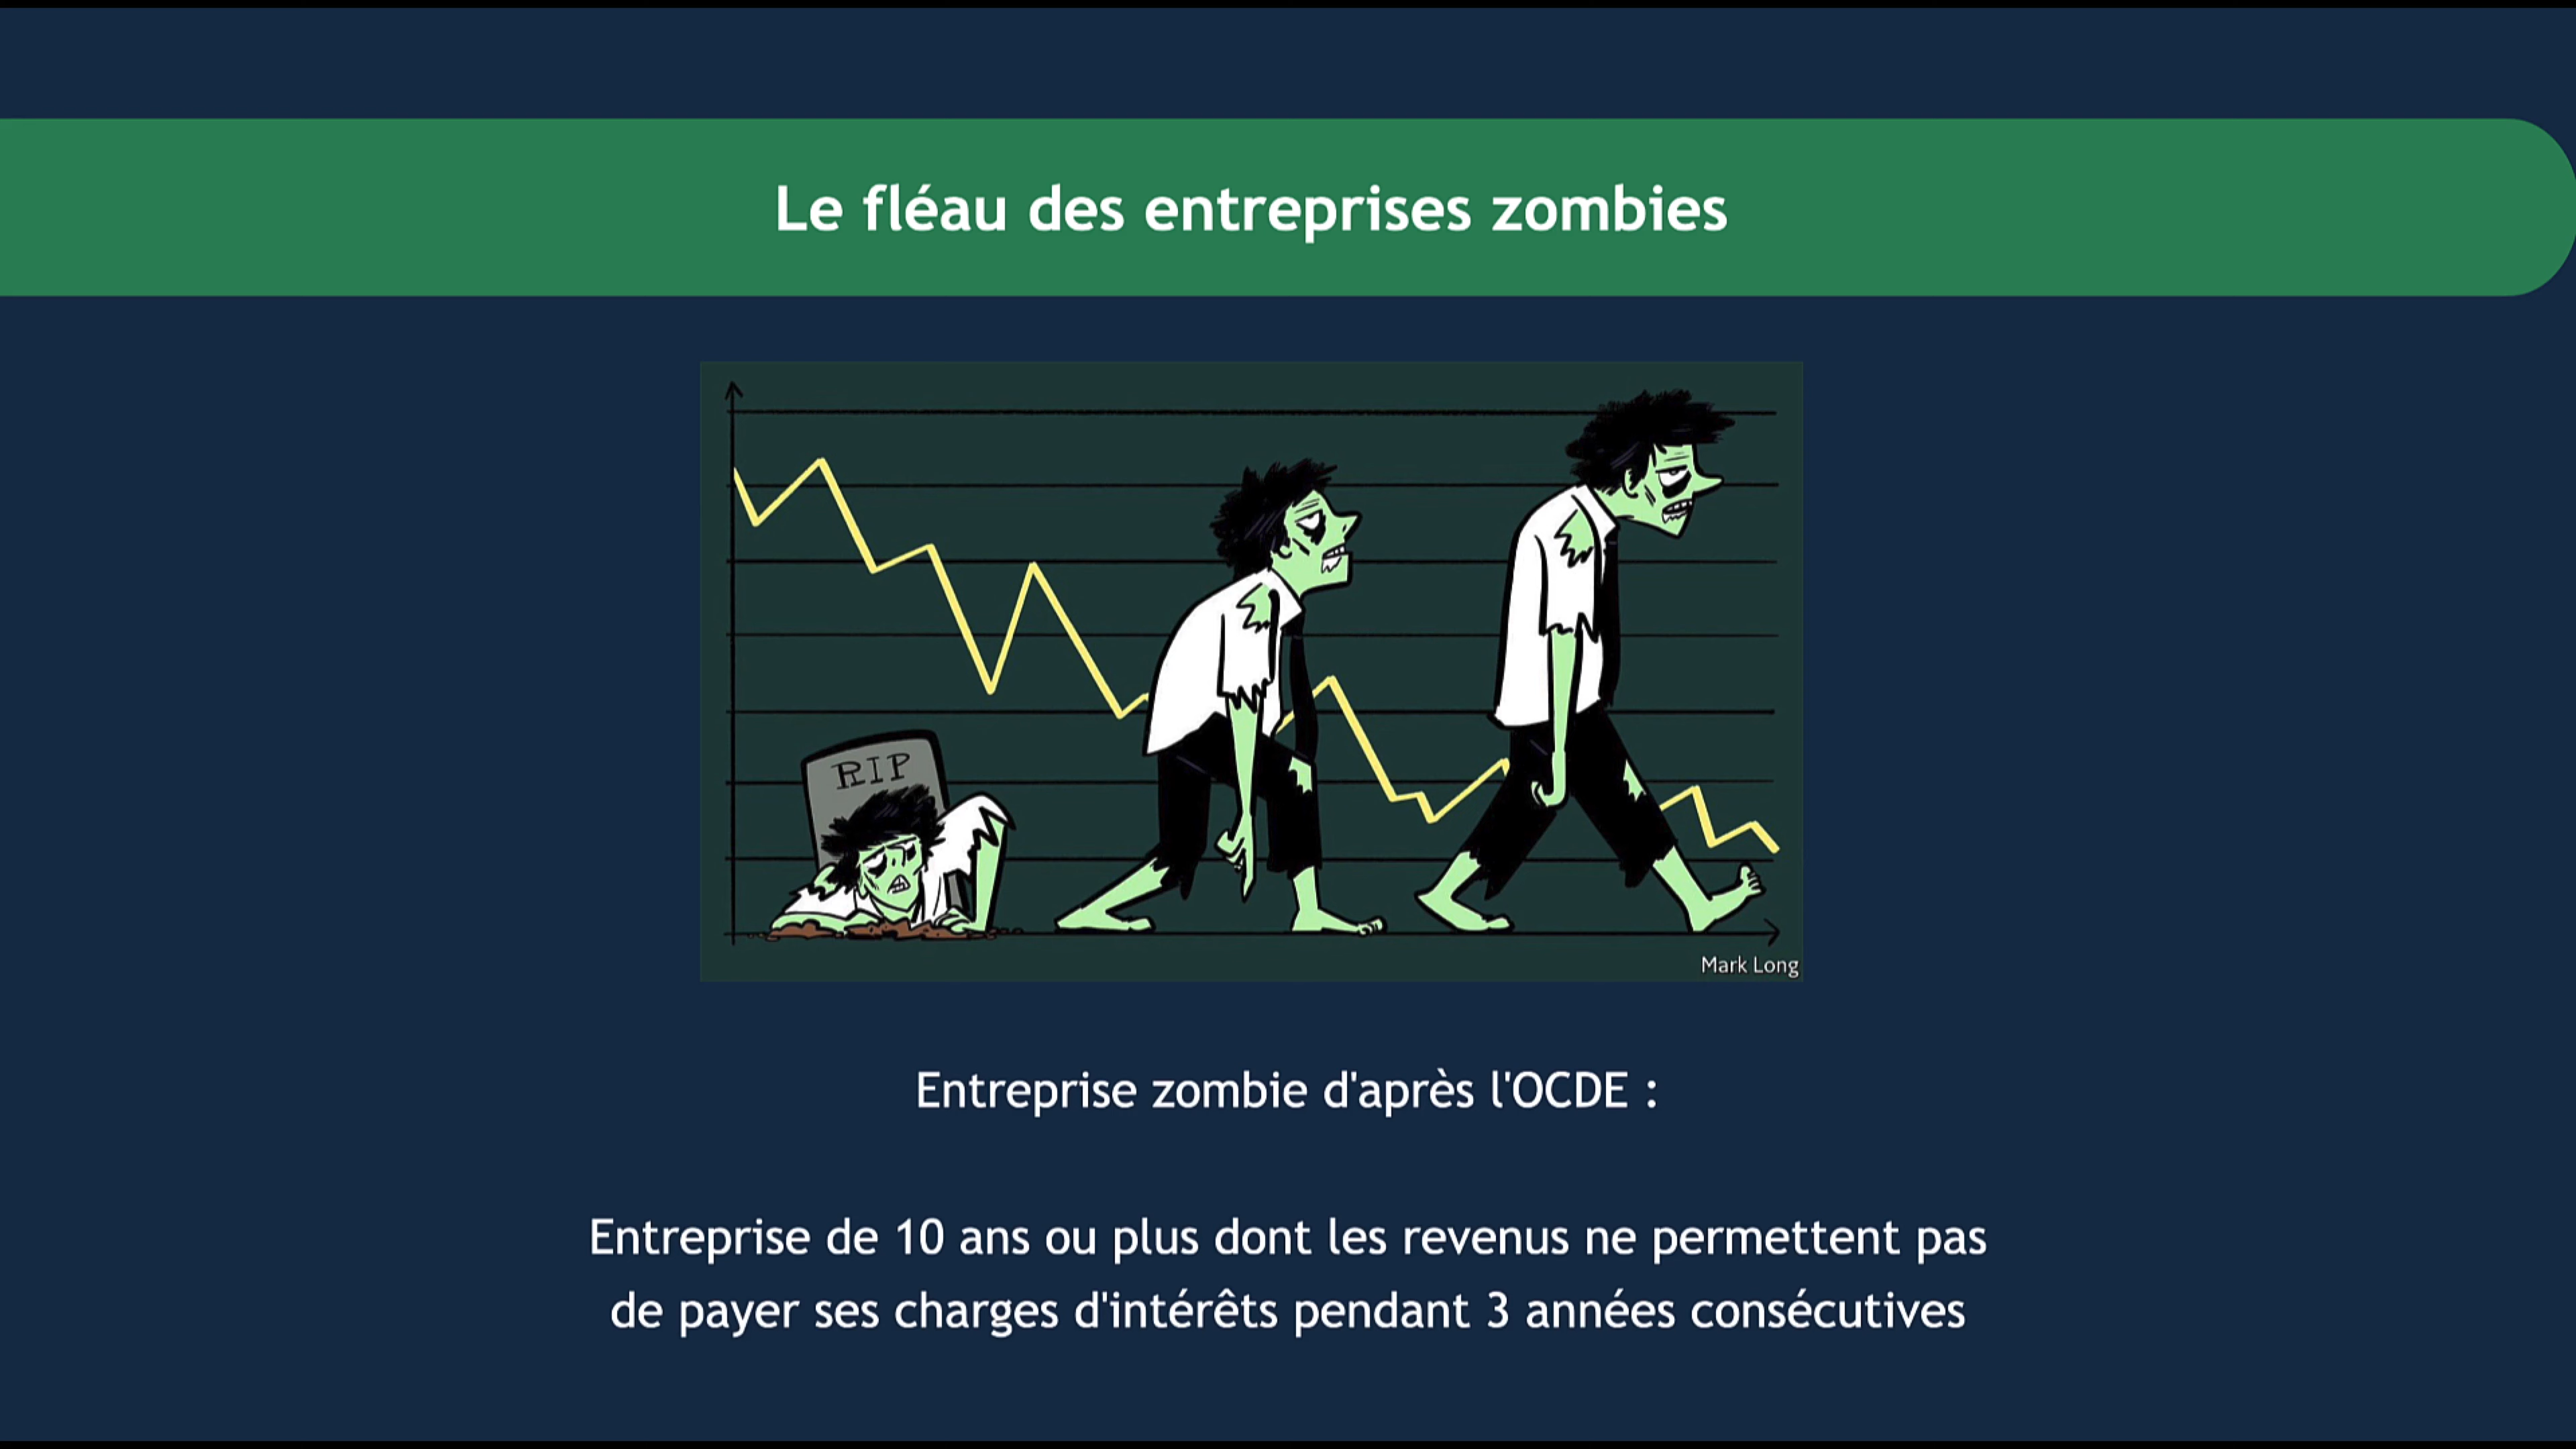 Le fléau des entreprises zombies
RIP
Mark Long
Entreprise zombie d'après l'OCDE :
Entreprise de 10 ans ou plus dont les revenus ne permettent pas
de payer ses charges d'intérêts pendant 3 années consécutives